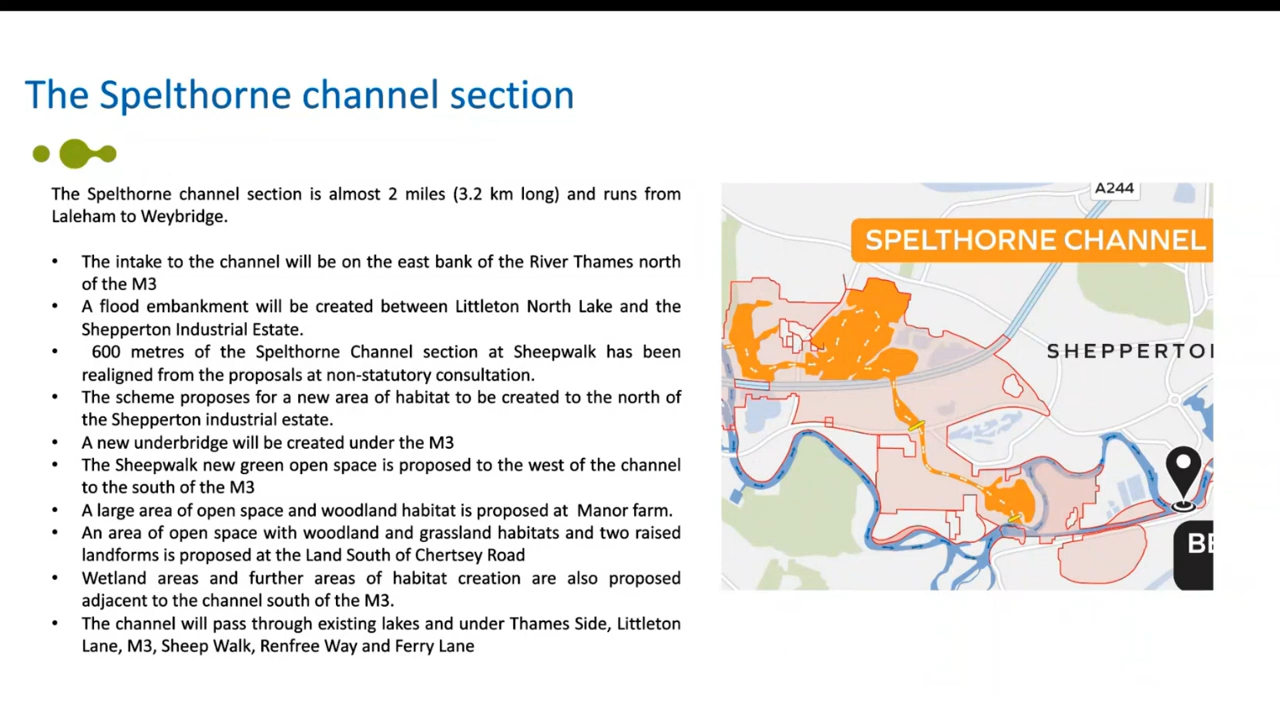 The Spelthorne channel section
The Spelthorne channel section is almost 2 miles (3.2 km long) and runs from
Laleham to Weybridge.
• The intake to the channel will be on the east bank of the River Thames north
of the M3
• A flood embankment will be created between Littleton North Lake and the
Shepperton Industrial Estate.
• 600 metres of the Spelthorne Channel section at Sheepwalk has been
realigned from the proposals at non-statutory consultation.
• The scheme proposes for a new area of habitat to be created to the north of
the Shepperton industrial estate.
• A new underbridge will be created under the M3
• The Sheepwalk new green open space is proposed to the west of the channel
to the south of the M3
• A large area of open space and woodland habitat is proposed at Manor farm.
• An area of open space with woodland and grassland habitats and two raised
landforms is proposed at the Land South of Chertsey Road
• Wetland areas and further areas of habitat creation are also proposed
adjacent to the channel south of the M3.
• The channel will pass through existing lakes and under Thames Side, Littleton
Lane, M3, Sheep Walk, Renfree Way and Ferry Lane
A244
SPELTHORNE CHANNEL
SHEPPERTO
BE